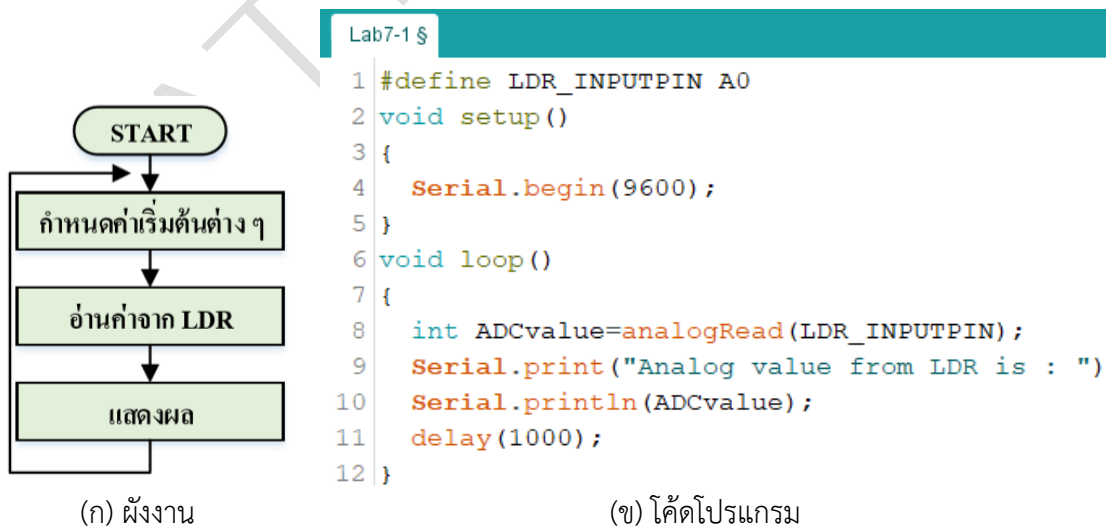 START
กำหนดค่าเริ่มต้นต่าง ๆ
อ่านค่าจาก LDR
แสดงผล
(ก) ผังงาน
Lab7-1 §
1 #define LDR_INPUTPIN A0
2 void setup()
3 {
4 Serial.begin(9600);
5 }
6 void loop()
7 {
8 int ADCvalue=analogRead(LDR_INPUTPIN);
9 Serial.print("Analog value from LDR is : ")
10 Serial.println(ADCvalue);
11 delay(1000);
12 }
(ข) โค้ดโปรแกรม